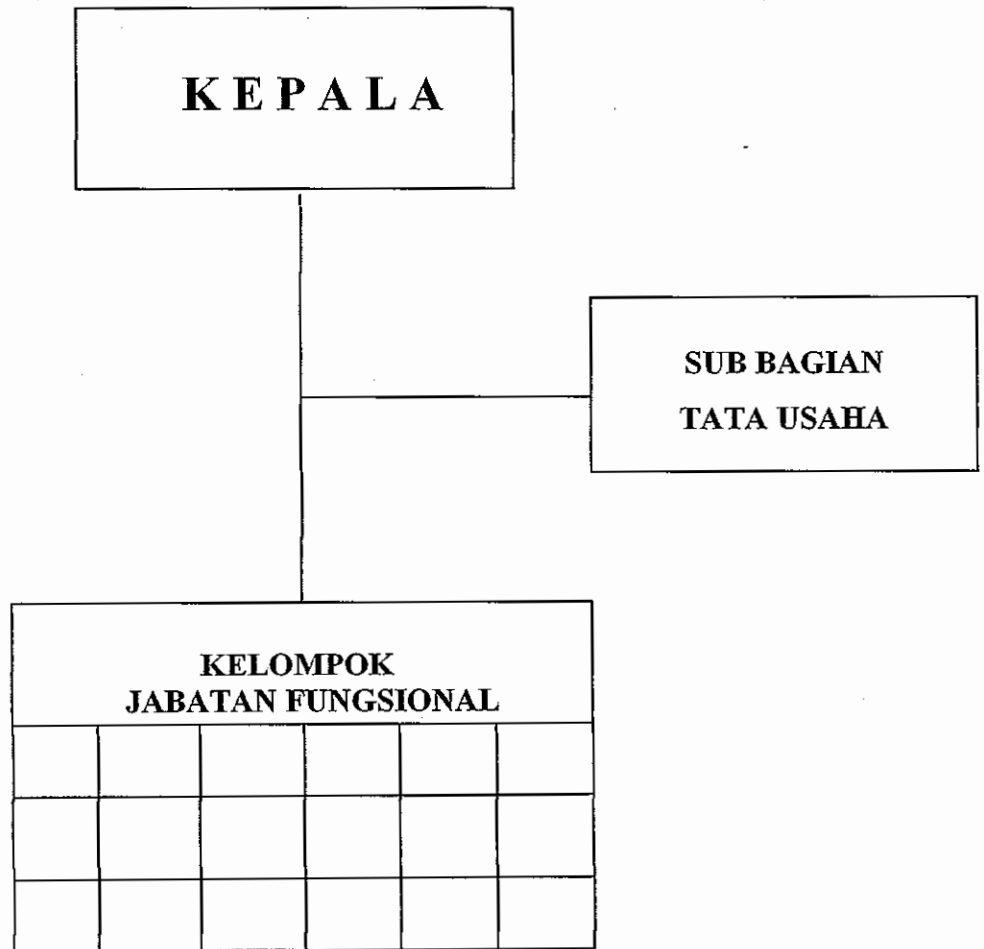 K E P A L A
SUB BAGIAN
TATA USAHA
KELOMPOK
JABATAN FUNGSIONAL